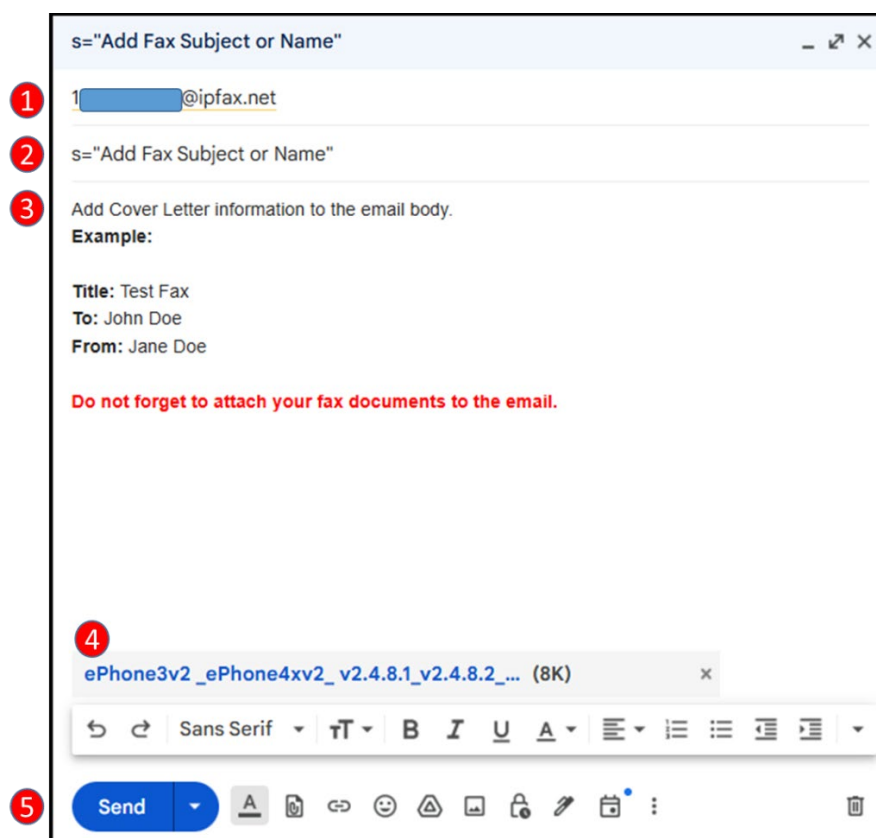 s="Add Fax Subject or Name"
1 1 @ipfax.net
2 s="Add Fax Subject or Name"
3 Add Cover Letter information to the email body.
Example:
Title: Test Fax
To: John Doe
From: Jane Doe
Do not forget to attach your fax documents to the email.
4
ePhone3v2 _ePhone4xv2_ v2.4.8.1_v2.4.8.2_... (8K)
Sans Serif TT B I U A
5 Send A